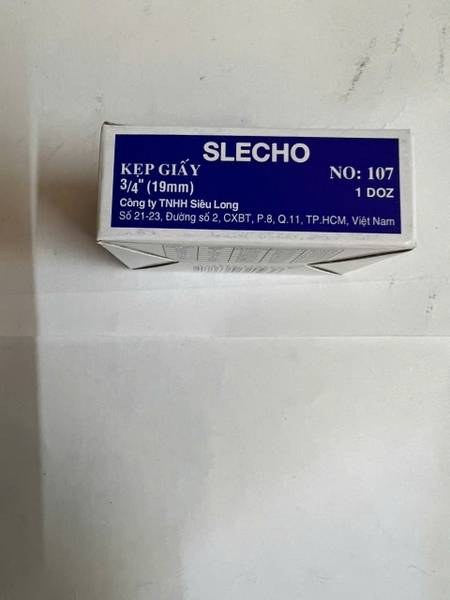 SLECHO
KẸP GIẤY
NO: 107
3/4" (19mm)
1 DOZ
Công ty TNHH Siêu Long
Số 21-23, Đường số 2, CXBT, P.8, Q.11, TP.HCM, Việt Nam